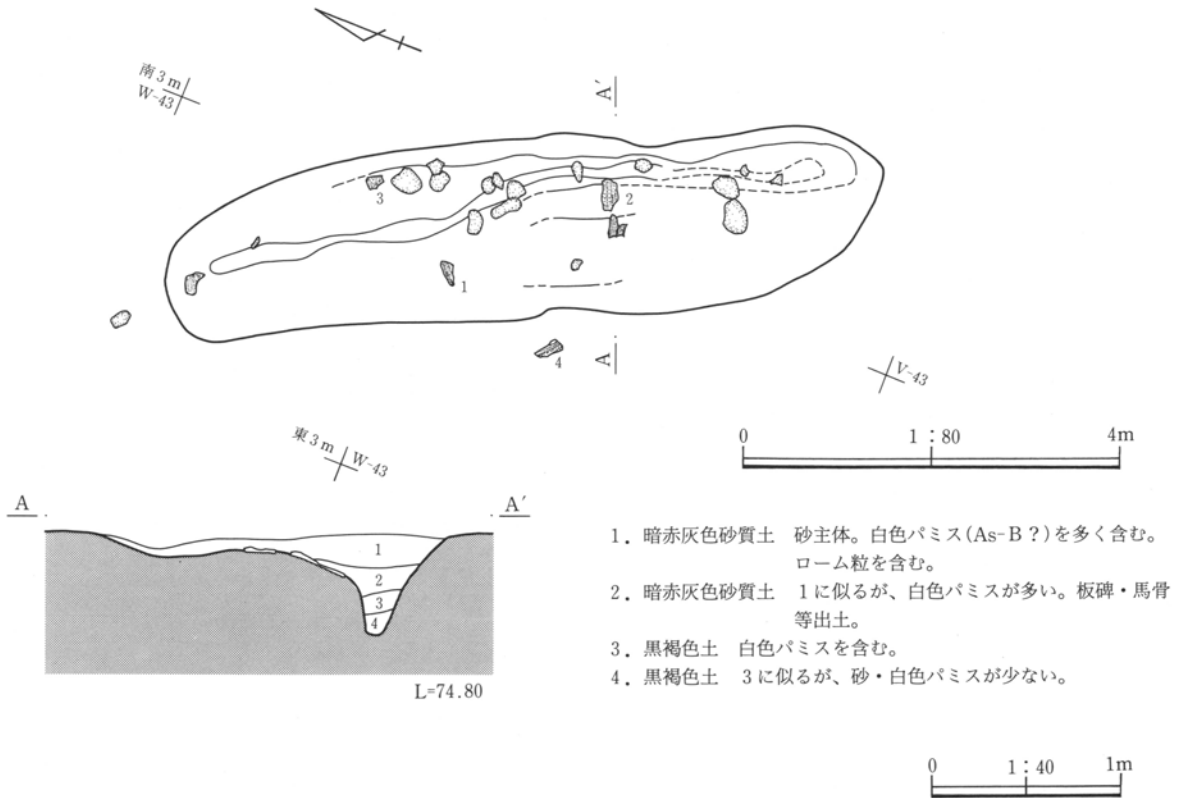 南3m
W-43
A′
3
2
1
4
A
V-43
東3m
W-43
0 1:80 4m
A A′
1
2
3
4
L=74.80
1．暗赤灰色砂質土 砂主体。白色パミス(As-B？)を多く含む。
ローム粒を含む。
2．暗赤灰色砂質土 1に似るが、白色パミスが多い。板碑・馬骨
等出土。
3．黒褐色土 白色パミスを含む。
4．黒褐色土 3に似るが、砂・白色パミスが少ない。
0 1:40 1m